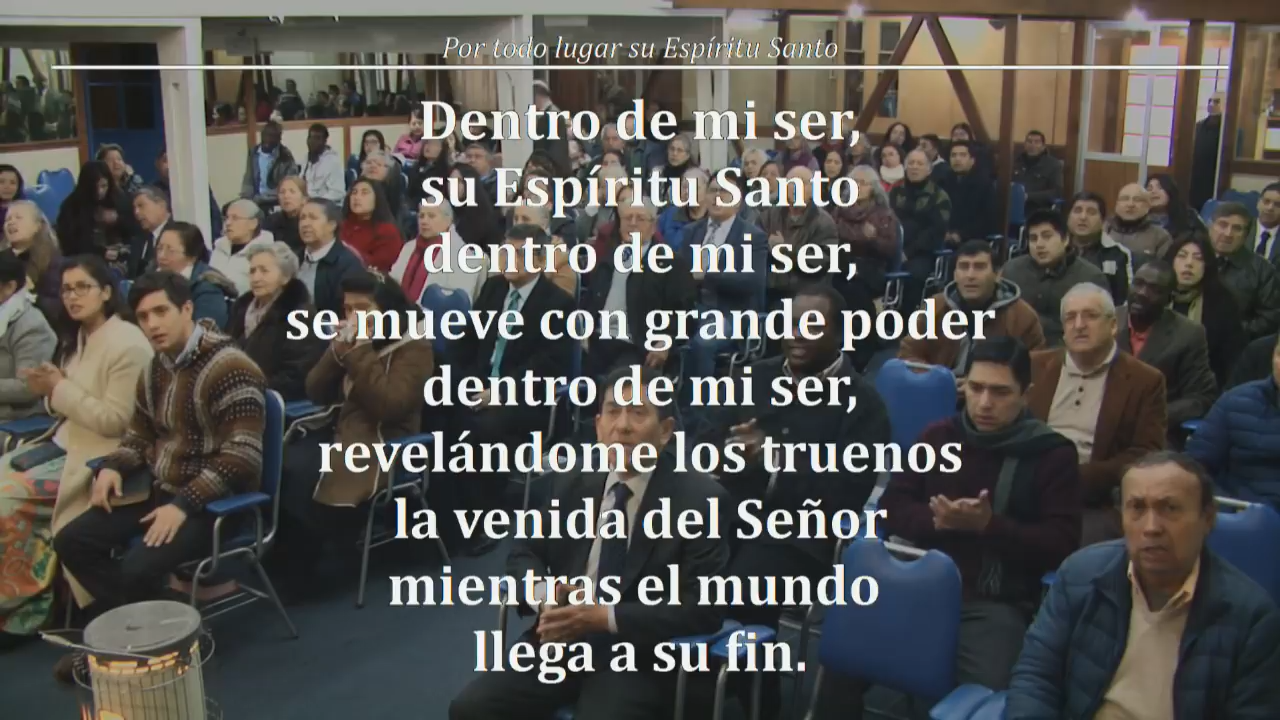 Por todo lugar su Espíritu Santo
Dentro de mi ser,
su Espíritu Santo
dentro de mi ser,
se mueve con grande poder
dentro de mi ser,
revelándome los truenos
la venida del Señor
mientras el mundo
llega a su fin.